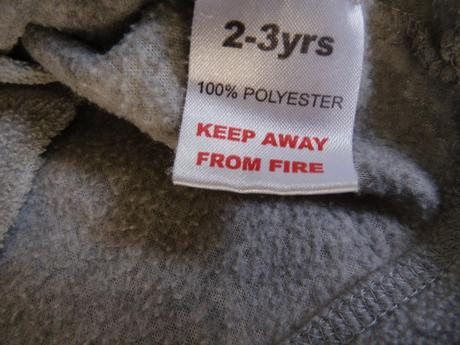 2-3yrs
100% POLYESTER
KEEP AWAY
FROM FIRE